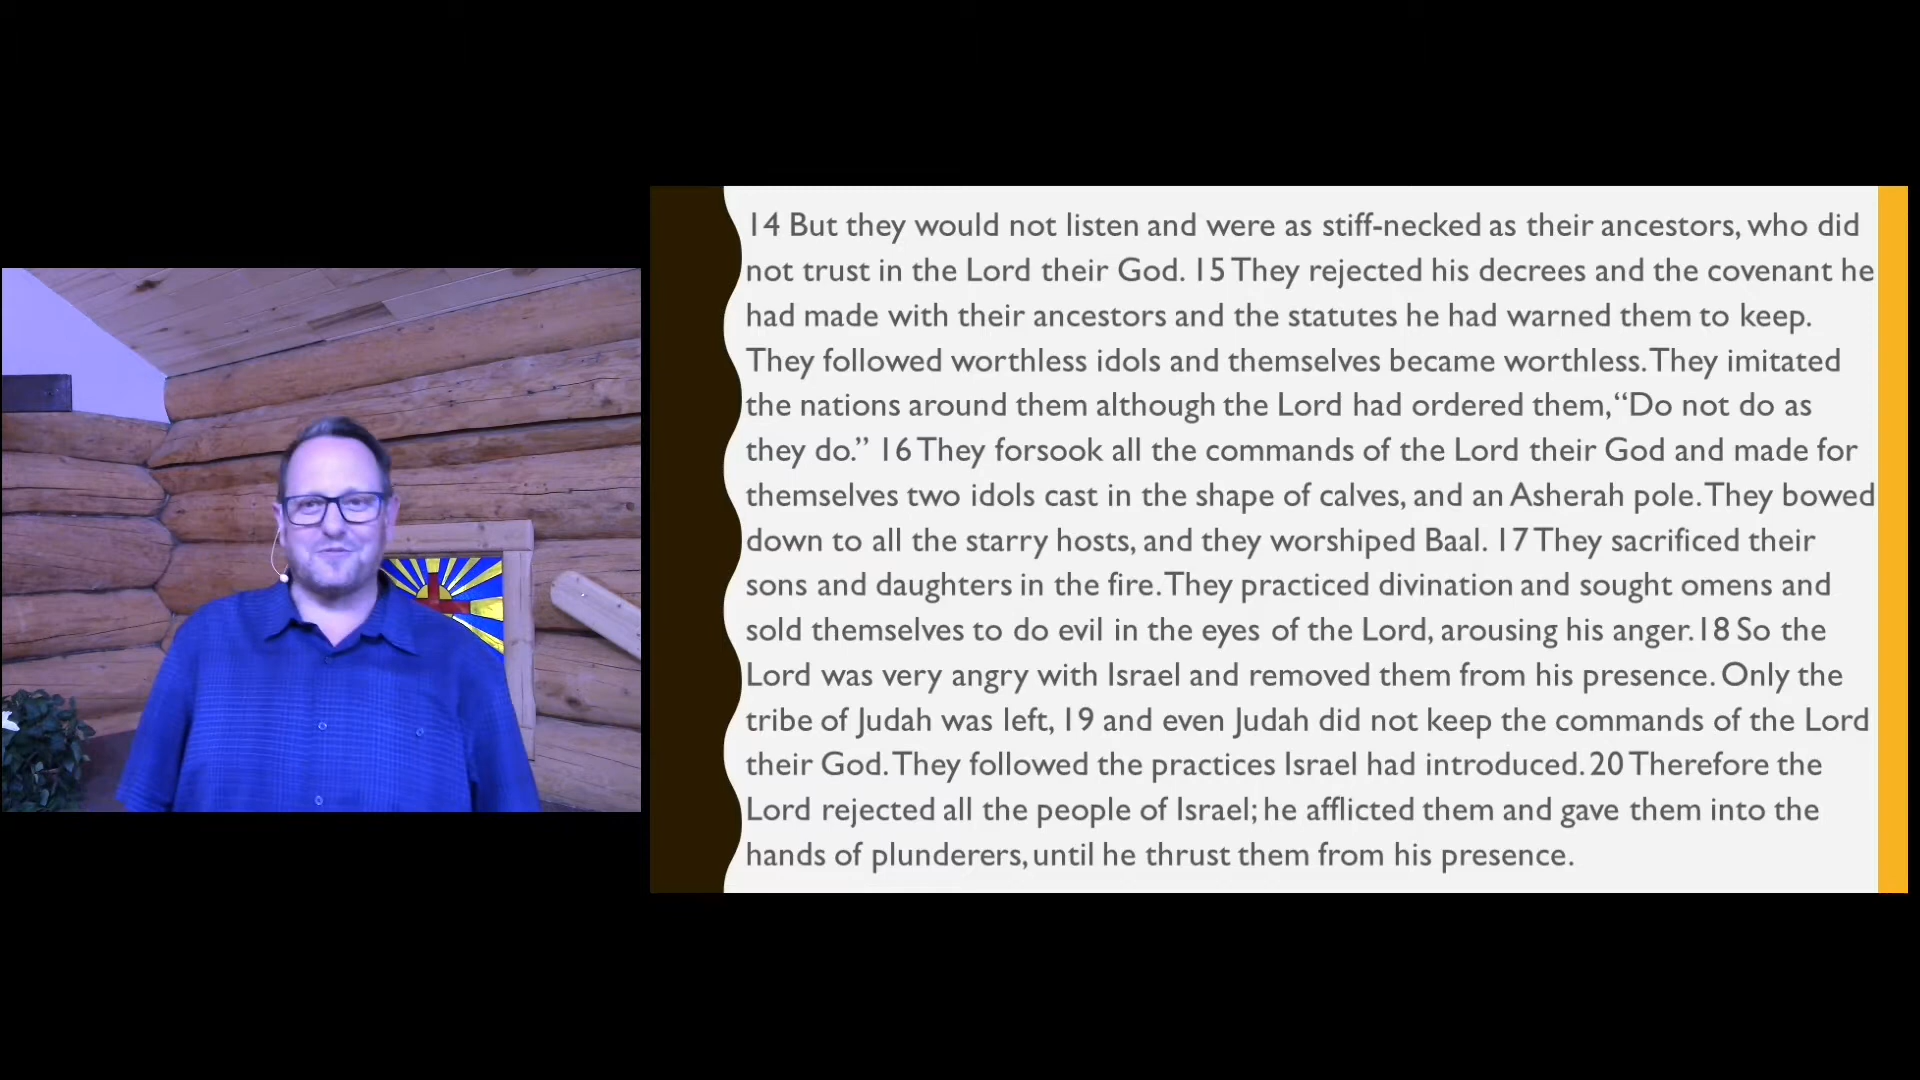 14 But they would not listen and were as stiff-necked as their ancestors, who did
not trust in the Lord their God. 15 They rejected his decrees and the covenant he
had made with their ancestors and the statutes he had warned them to keep.
They followed worthless idols and themselves became worthless. They imitated
the nations around them although the Lord had ordered them, “Do not do as
they do.” 16 They forsook all the commands of the Lord their God and made for
themselves two idols cast in the shape of calves, and an Asherah pole. They bowed
down to all the starry hosts, and they worshiped Baal. 17 They sacrificed their
sons and daughters in the fire. They practiced divination and sought omens and
sold themselves to do evil in the eyes of the Lord, arousing his anger. 18 So the
Lord was very angry with Israel and removed them from his presence. Only the
tribe of Judah was left, 19 and even Judah did not keep the commands of the Lord
their God. They followed the practices Israel had introduced. 20 Therefore the
Lord rejected all the people of Israel; he afflicted them and gave them into the
hands of plunderers, until he thrust them from his presence.